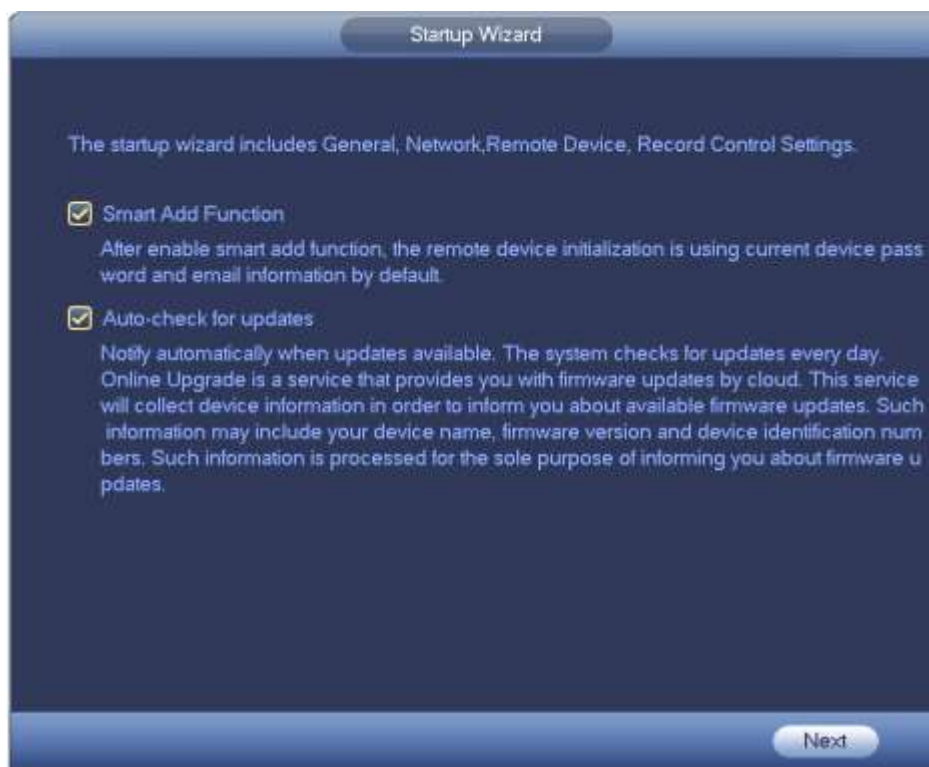 Startup Wizard
The startup wizard includes General, Network,Remote Device, Record Control Settings.
Smart Add Function
After enable smart add function, the remote device initialization is using current device pass
word and email information by default.
Auto-check for updates
Notify automatically when updates available. The system checks for updates every day.
Online Upgrade is a service that provides you with firmware updates by cloud. This service
will collect device information in order to inform you about available firmware updates. Such
information may include your device name, firmware version and device identification num
bers. Such information is processed for the sole purpose of informing you about firmware u
pdates.
Next